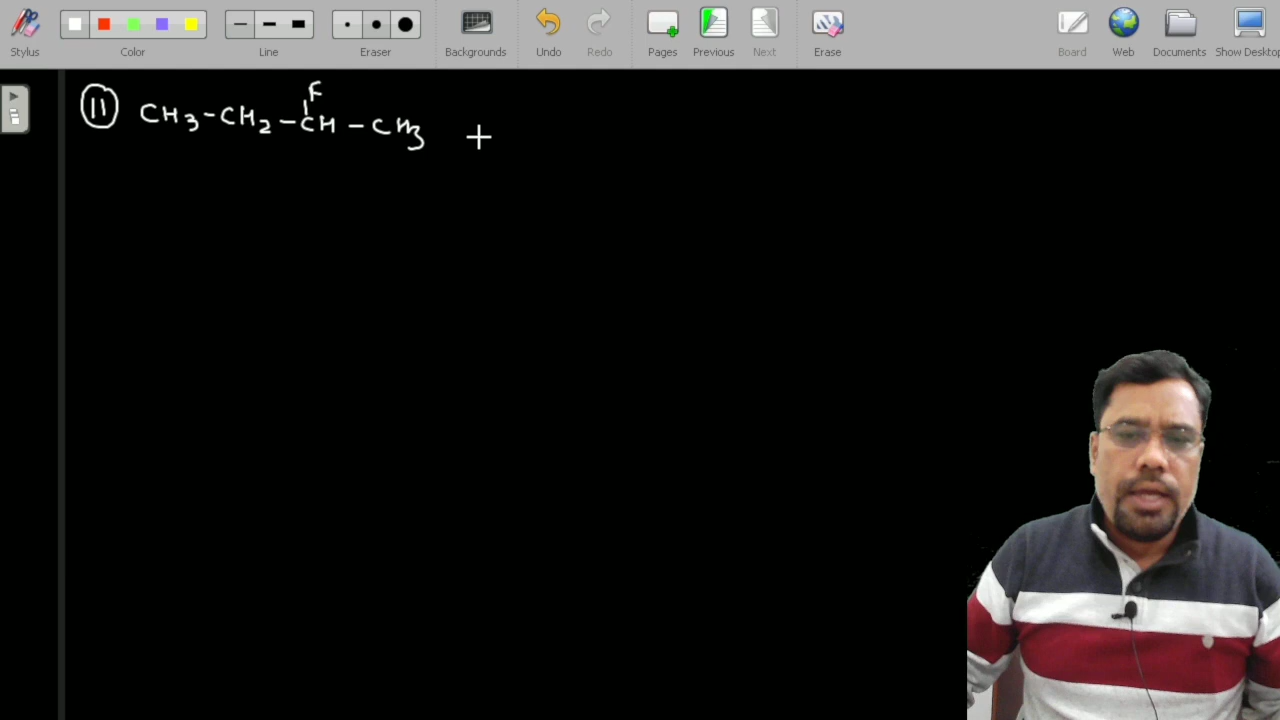 Stylus Color Line Eraser Backgrounds Undo Redo Pages Previous Next Erase Board Web Documents Show Desktop
F
11 CH3-CH2-CH-CH3 +